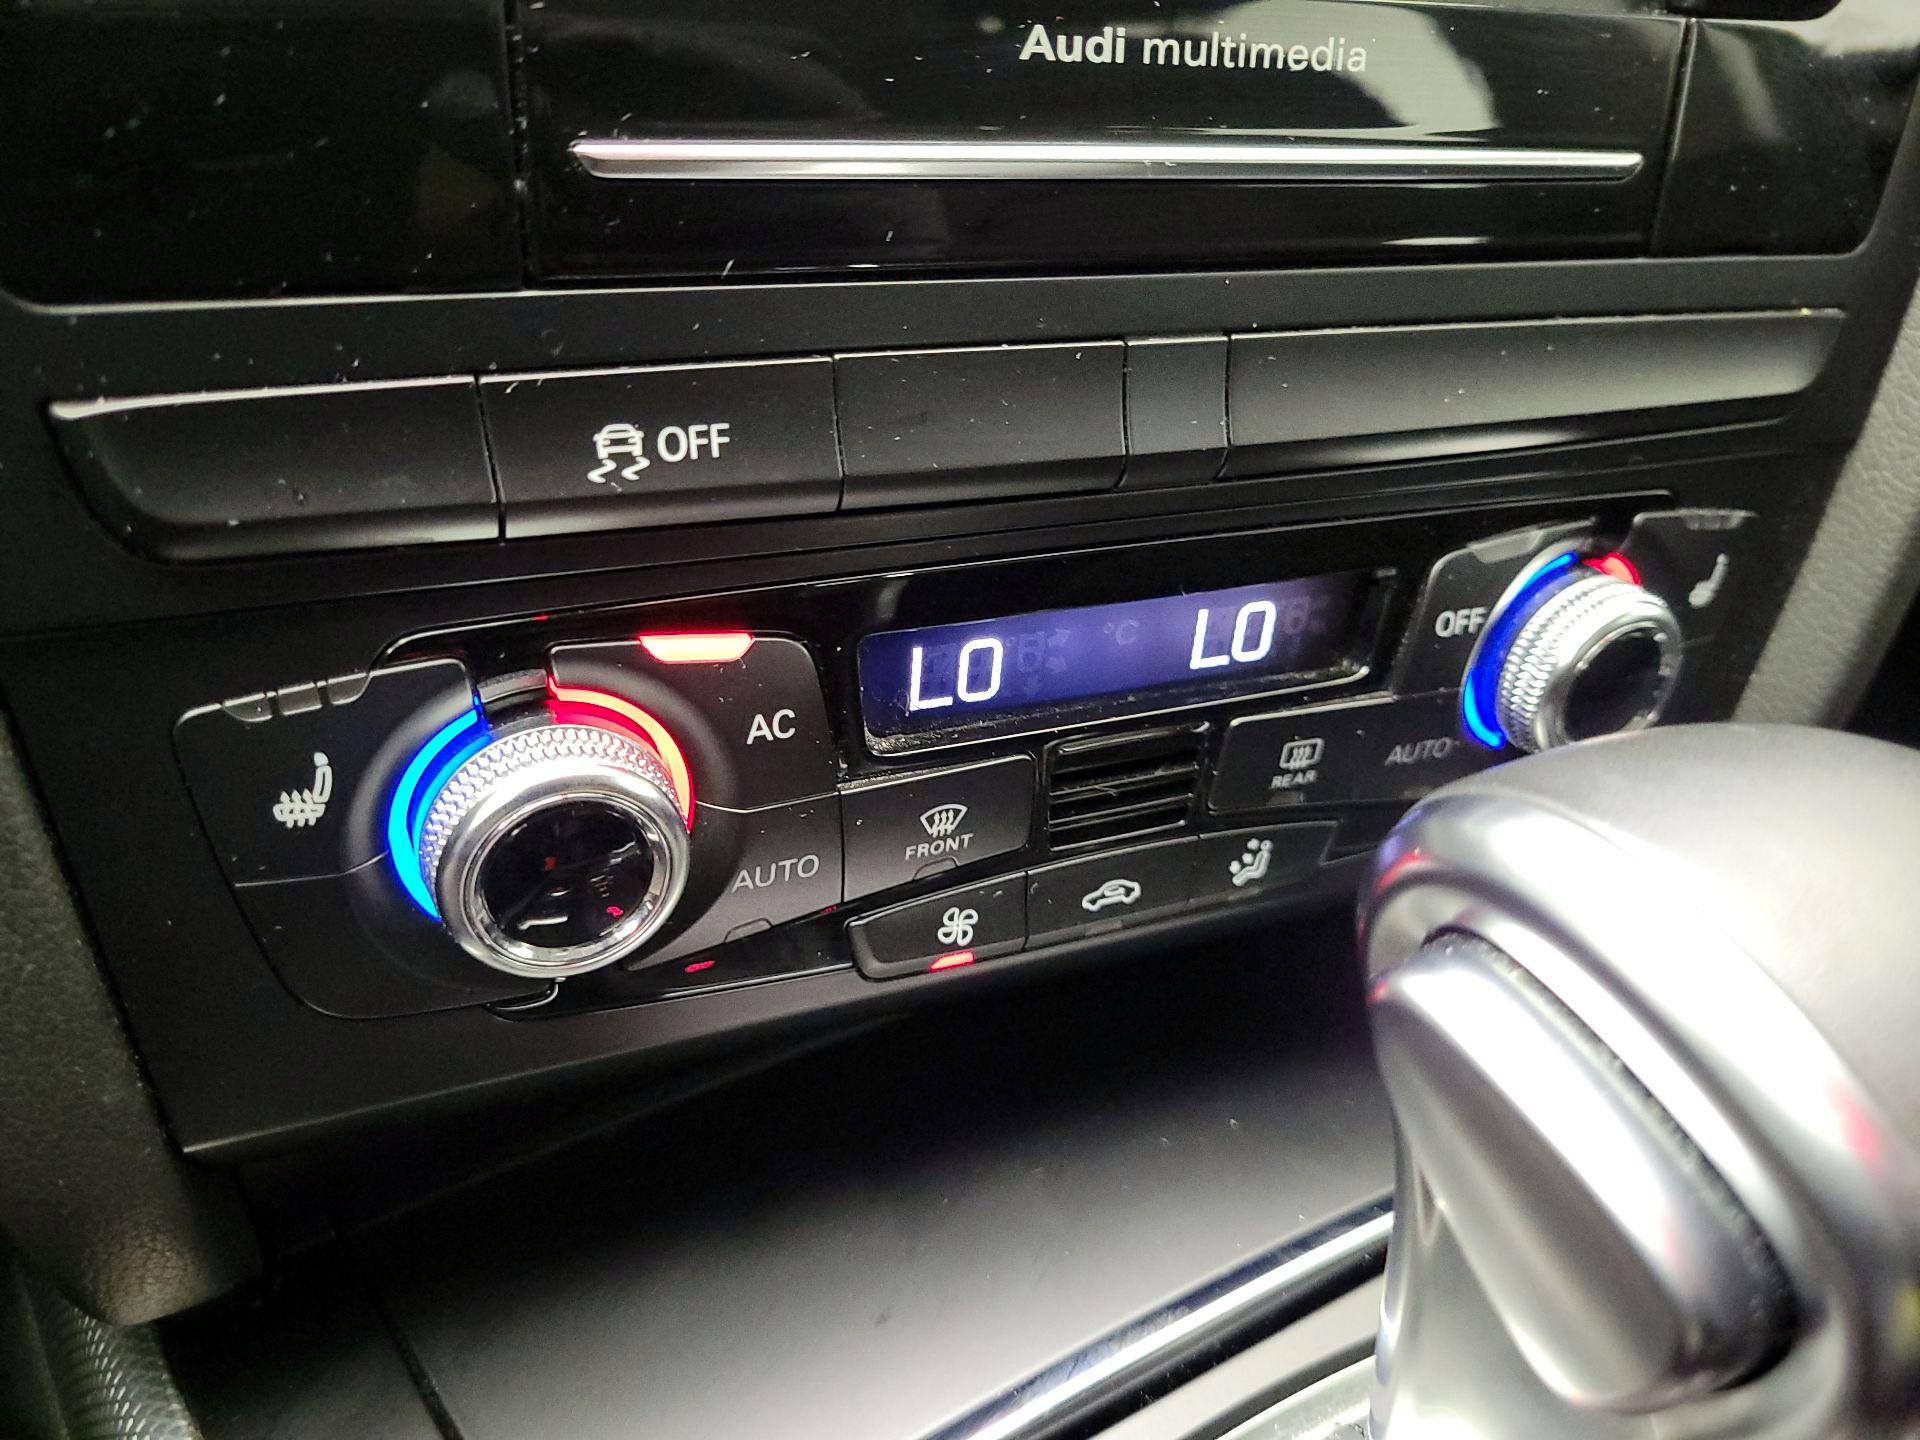 Audi multimedia
OFF
LO °C LO
OFF
AC
AUTO
FRONT
REAR
AUTO